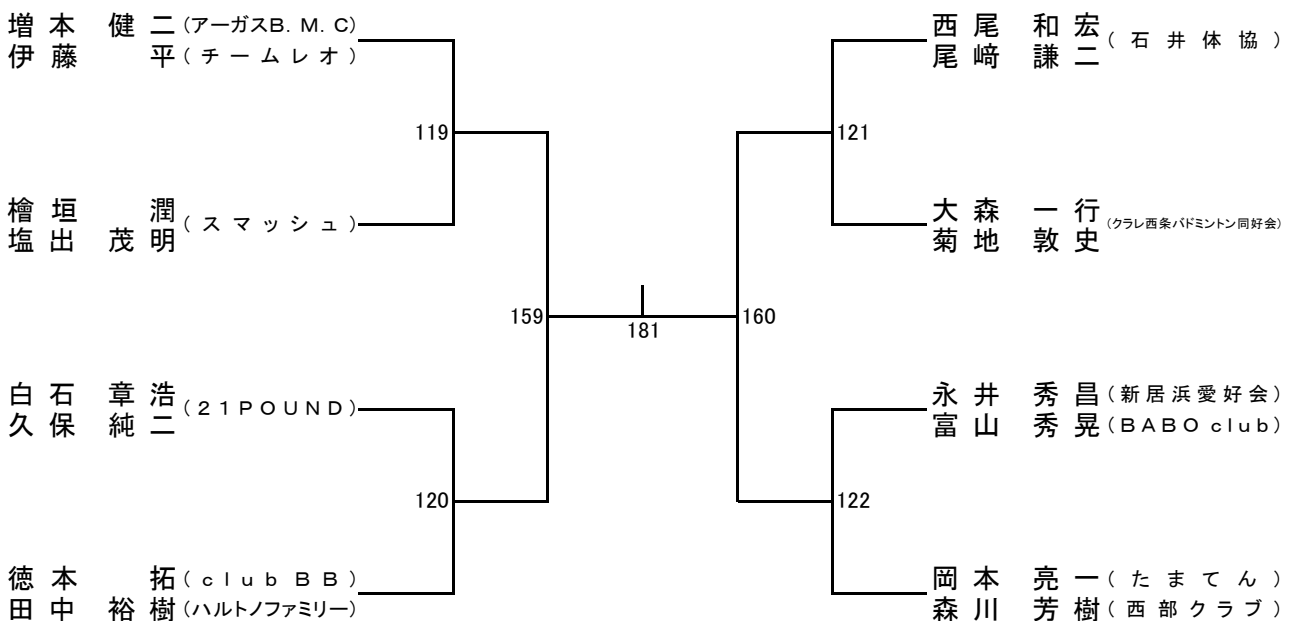 増本 健二(アーガスB.M.C)
伊藤 平(チームレオ)
119
檜垣 潤
塩出 茂明(スマッシュ)
159
白石 章浩
久保 純二(21POUND)
120
徳本 拓(clubBB)
田中 裕樹(ハルトノファミリー)
181
西尾 和宏
尾﨑 謙二(石井体協)
121
大森 一行
菊地 敦史(クラレ西条バドミントン同好会)
160
永井 秀昌(新居浜愛好会)
富山 秀晃(BABO club)
122
岡本 亮一(たまてん)
森川 芳樹(西部クラブ)